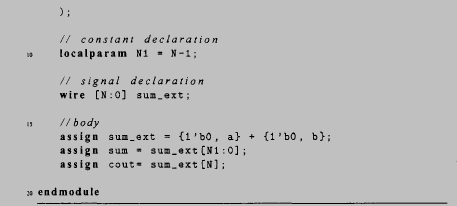 );
// constant declaration
10 localparam N1 = N-1;
// signal declaration
wire [N:0] sum_ext;
15 //body
assign sum_ext = {1'b0, a} + {1'b0, b};
assign sum = sum_ext[N1:0];
assign cout= sum_ext[N];
20 endmodule